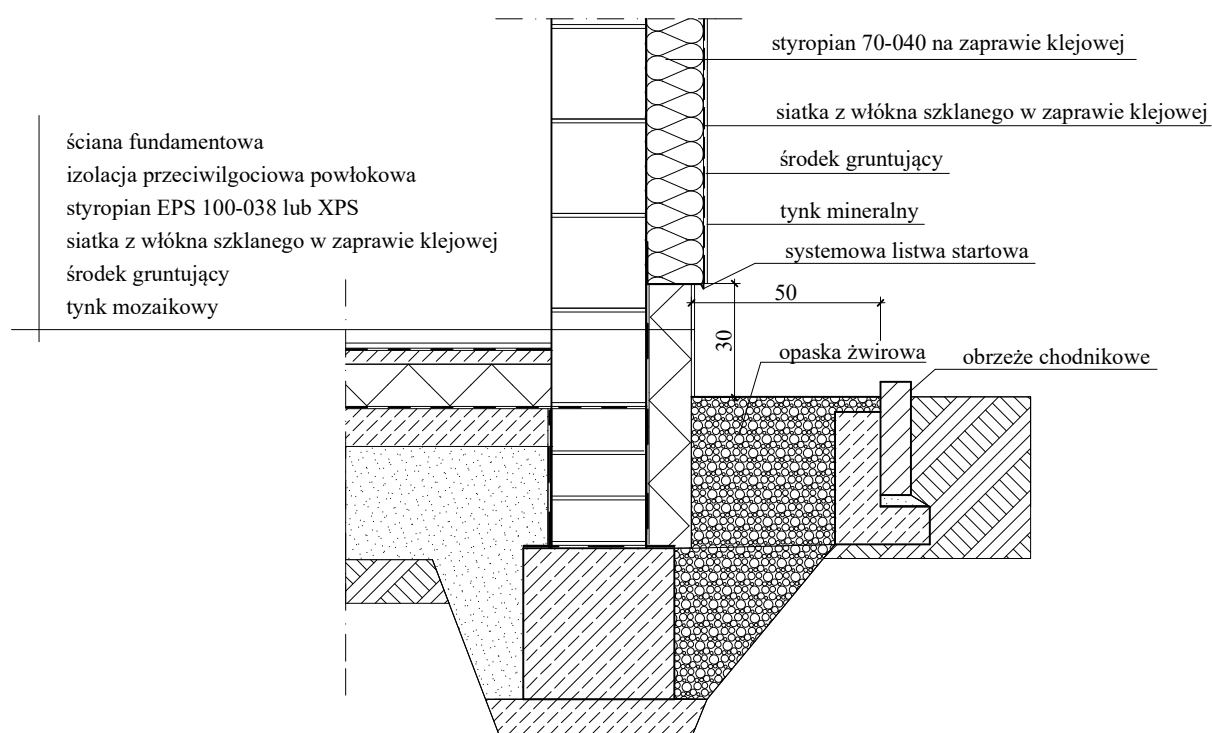 ściana fundamentowa
izolacja przeciwilgociowa powłokowa
styropian EPS 100-038 lub XPS
siatka z włókna szklanego w zaprawie klejowej
środek gruntujący
tynk mozaikowy
styropian 70-040 na zaprawie klejowej
siatka z włókna szklanego w zaprawie klejowej
środek gruntujący
tynk mineralny
systemowa listwa startowa
50
30
opaska żwirowa
obrzeże chodnikowe